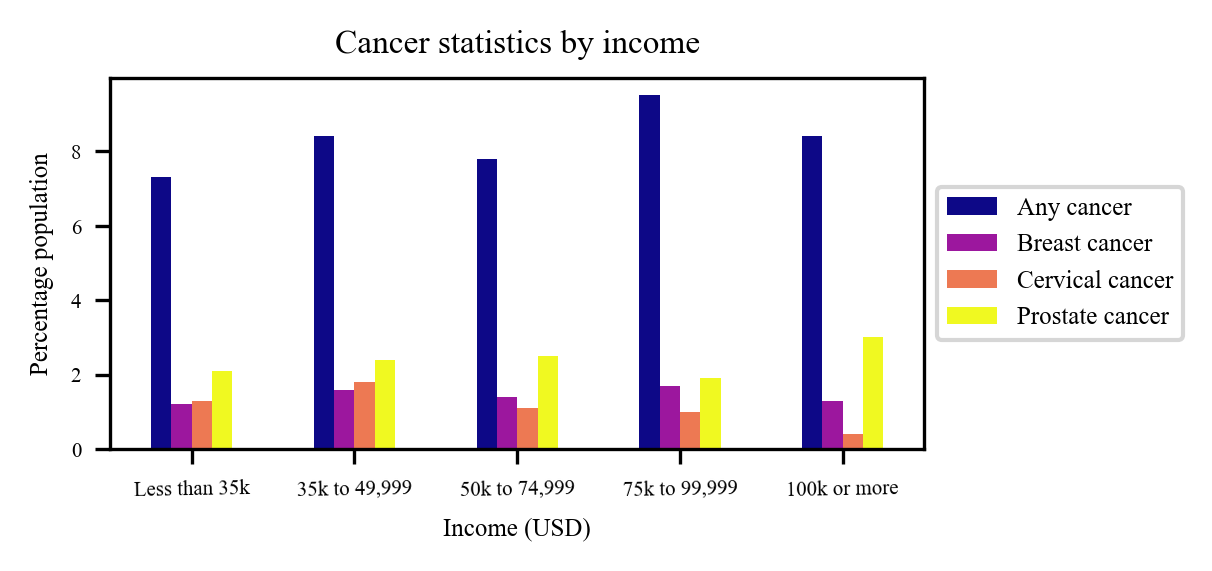 Cancer statistics by income
Percentage population
8
6
4
2
0
Less than 35k
35k to 49,999
50k to 74,999
75k to 99,999
100k or more
Income (USD)
Any cancer
Breast cancer
Cervical cancer
Prostate cancer